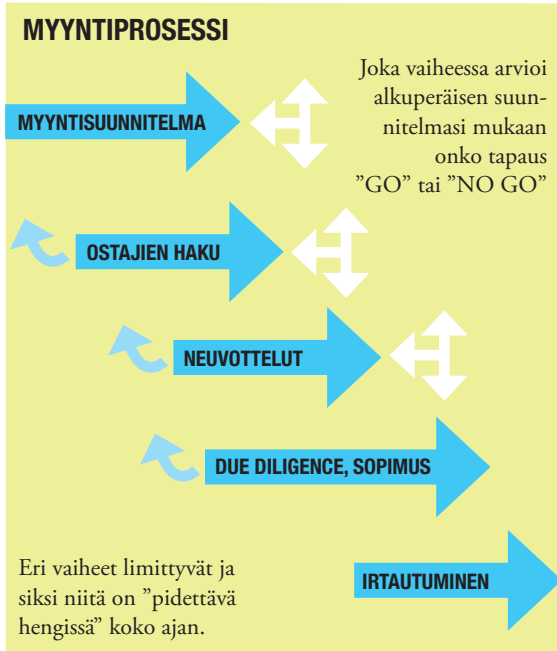 MYYNTIPROSESSI
Joka vaiheessa arvioi
alkuperäisen suun-
nitelmasi mukaan
onko tapaus
”GO” tai ”NO GO”
MYYNTISUUNNITELMA
OSTAJIEN HAKU
NEUVOTTELUT
DUE DILIGENCE, SOPIMUS
IRTAUTUMINEN
Eri vaiheet limittyvät ja
siksi niitä on ”pidettävä
hengissä” koko ajan.